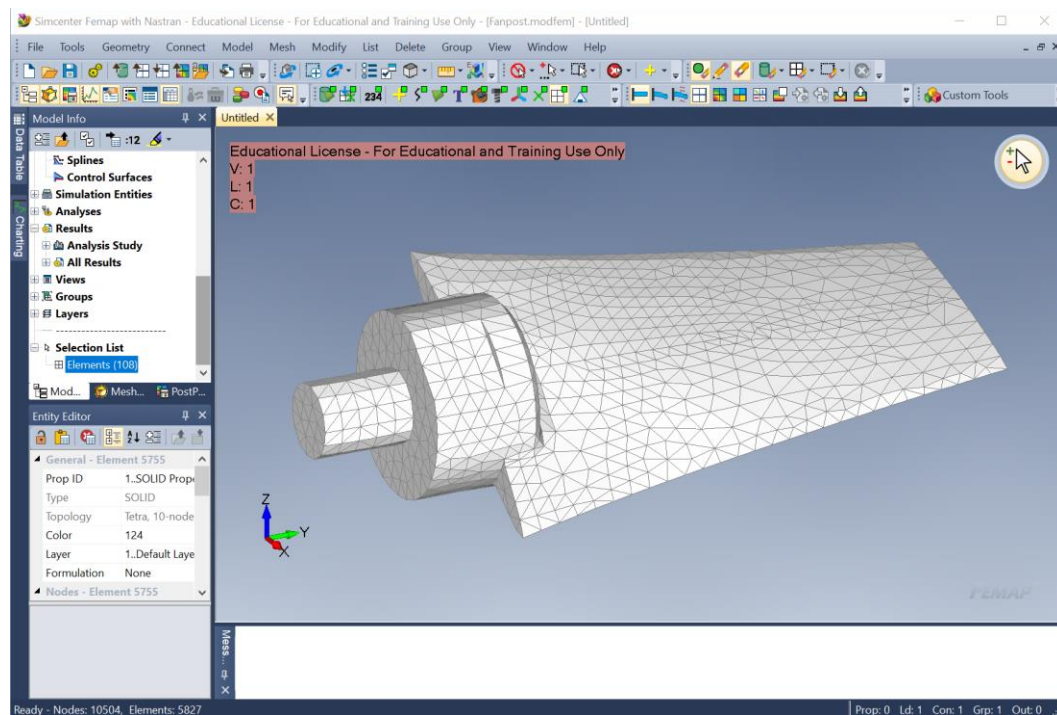 Simcenter Femap with Nastran - Educational License - For Educational and Training Use Only - [Fanpost.modfem] - [Untitled]
File Tools Geometry Connect Model Mesh Modify List Delete Group View Window Help
234
Custom Tools
Model Info
Untitled
:12
Data Table
Charting
Splines
Control Surfaces
Simulation Entities
Analyses
Results
Analysis Study
All Results
Views
Groups
Layers
---------------------------
Selection List
Elements (108)
Mod... Mesh... PostP...
Educational License - For Educational and Training Use Only
V: 1
L: 1
C: 1
Entity Editor
General - Element 5755
Prop ID 1..SOLID Prope
Type SOLID
Topology Tetra, 10-node
Color 124
Layer 1..Default Laye
Formulation None
Nodes - Element 5755
Z
Y
X
FEMAP
Mess...
Ready - Nodes: 10504, Elements: 5827
Prop: 0 Ld: 1 Con: 1 Grp: 1 Out: 0